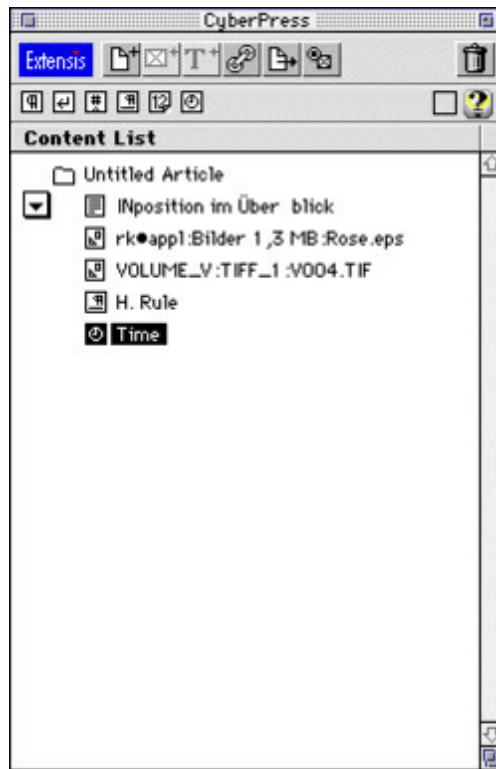 CyberPress
Extensis
Content List
Untitled Article
INposition im Über blick
rk●appl:Bilder 1,3 MB:Rose.eps
VOLUME_V:TIFF_1:V004.TIF
H. Rule
Time